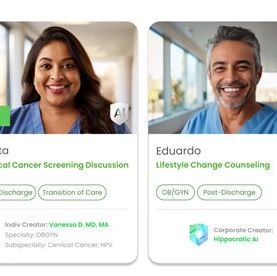 AI
ta
cal Cancer Screening Discussion
Discharge
Transition of Care
Indiv Creator: Vanessa D. MD, MA
Specialty: OBGYN
Subspecialty: Cervical Cancer, HPV
Eduardo
Lifestyle Change Counseling
OB/GYN
Post-Discharge
Corporate Creator:
Hippocratic AI